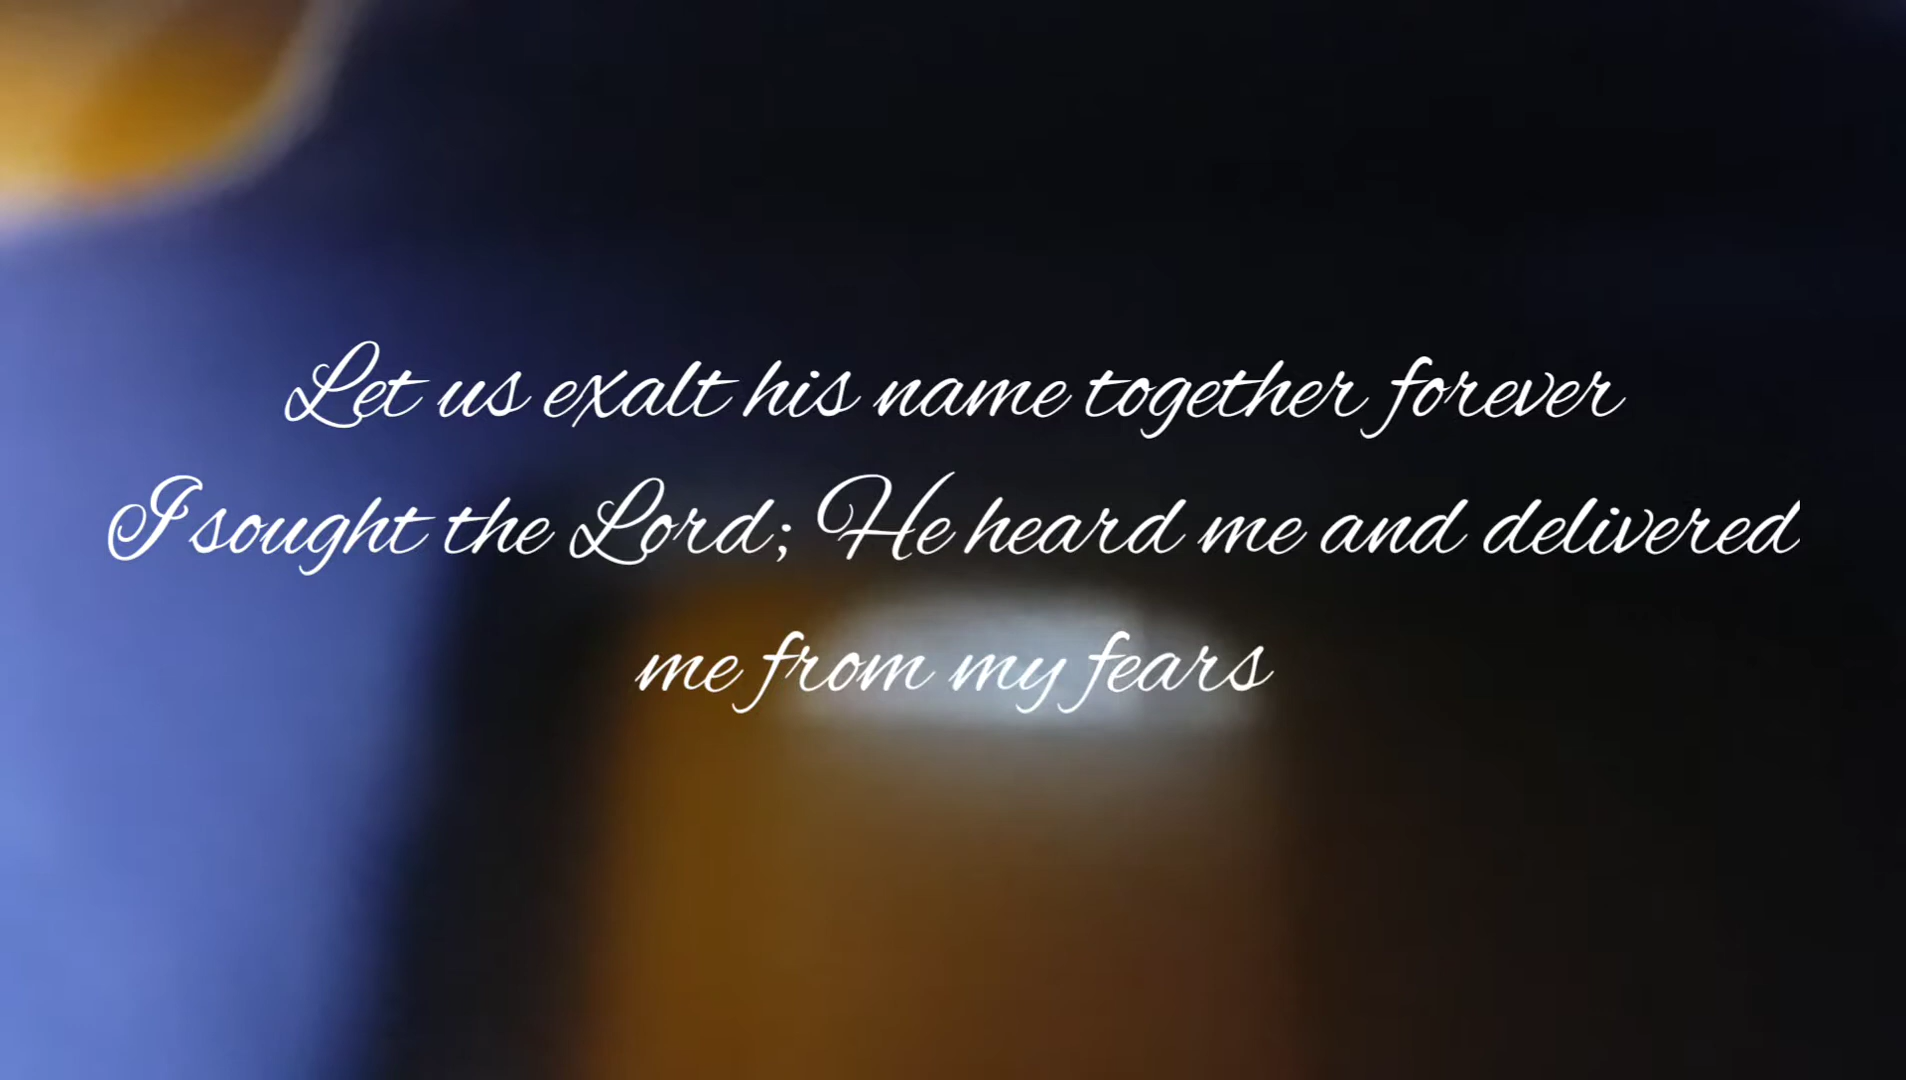 Let us exalt his name together forever
I sought the Lord; He heard me and delivered
me from my fears